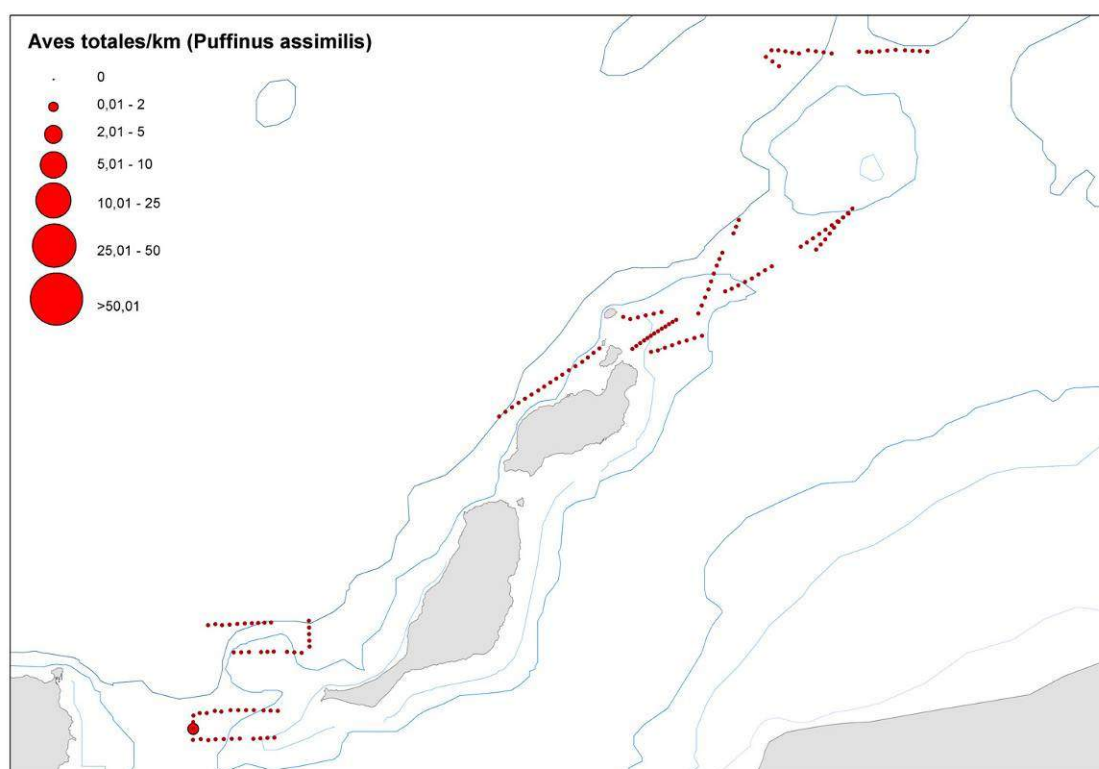 Aves totales/km (Puffinus assimilis)
0
0,01 - 2
2,01 - 5
5,01 - 10
10,01 - 25
25,01 - 50
>50,01